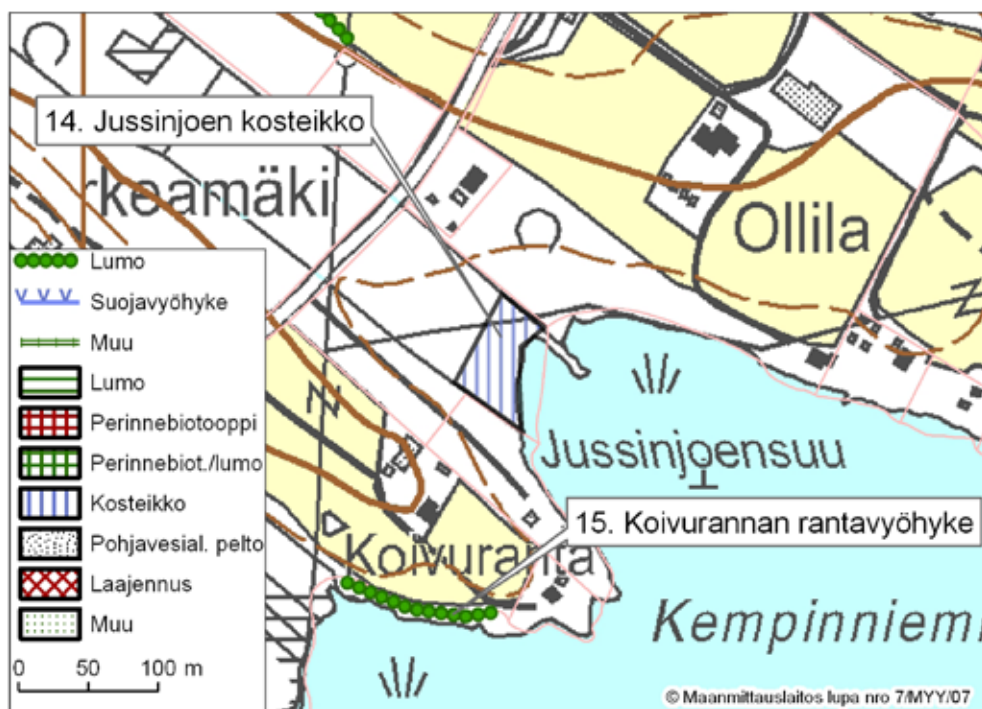 14. Jussinjoen kosteikko
rkeamäki
Ollila
Lumo
Suojavyöhyke
Muu
Lumo
Perinnebiotooppi
Perinnebiot./lumo
Kosteikko
Pohjavesial. pelto
Laajennus
Muu
0 50 100 m
Jussinjoensuu
15. Koivurannan rantavyöhyke
Koivuranta
Kempinniemi
© Maanmittauslaitos lupa nro 7/MYY/07